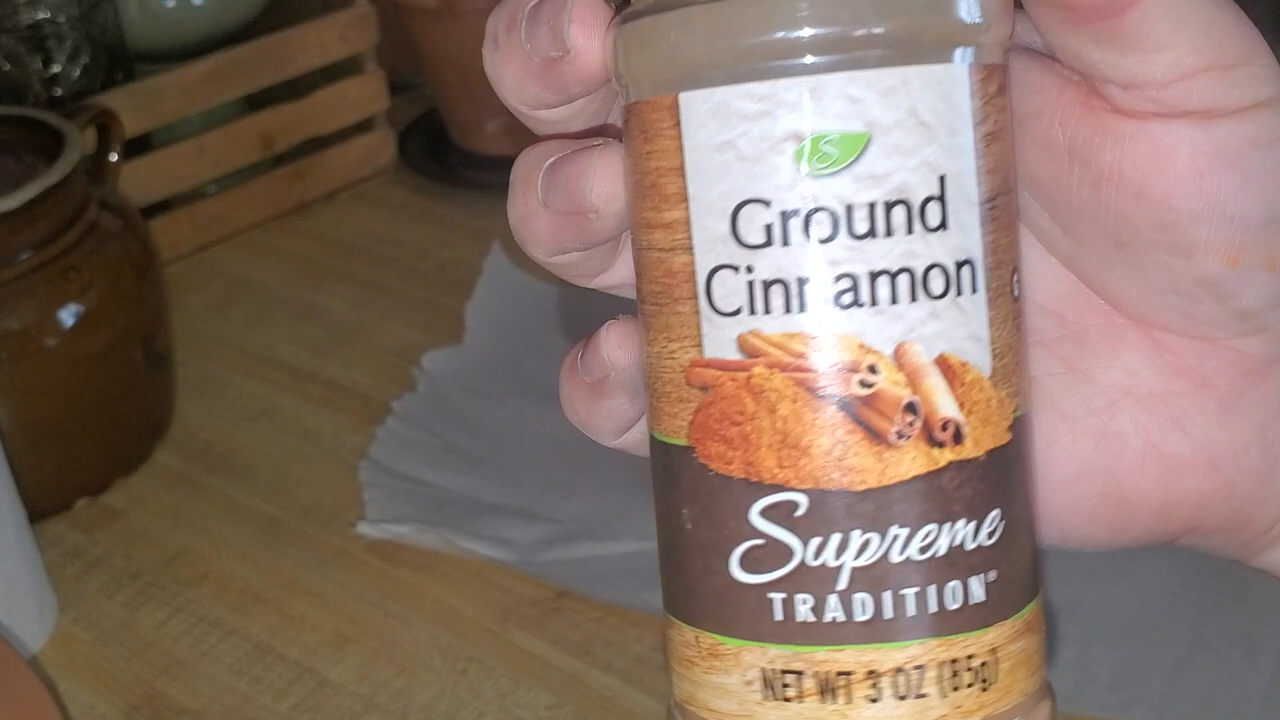 Ground
Cinnamon
Supreme
TRADITION
NET WT 3 OZ (85g)